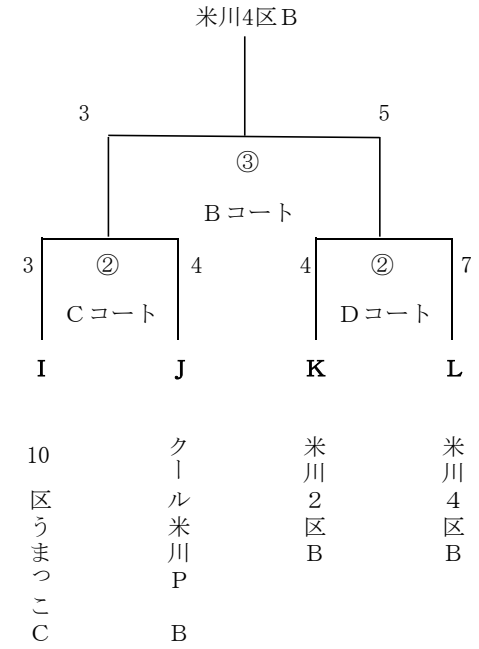 米川4区Ｂ
3 5
③
Ｂコート
3 ② 4 4 ② 7
Ｃコート Ｄコート
I J K L
10区うまっこＣ
クール米川Ｐ　Ｂ
米川２区Ｂ
米川４区Ｂ